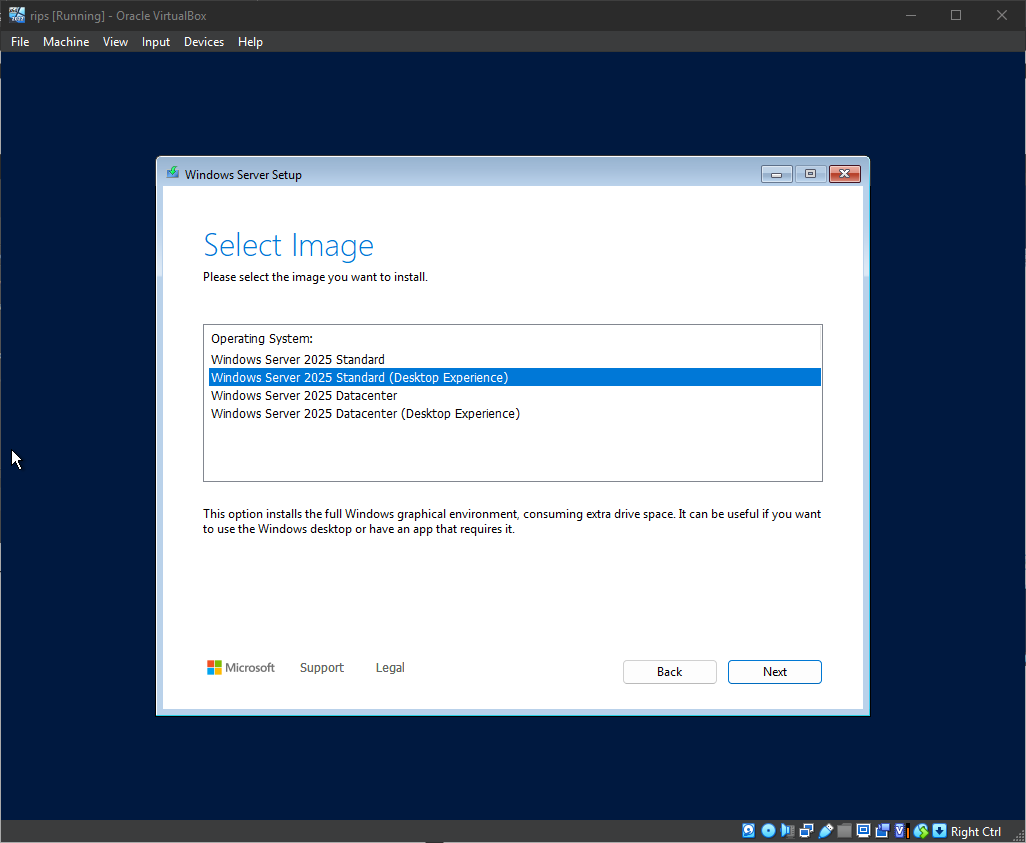 rips [Running] - Oracle VirtualBox
File Machine View Input Devices Help
Windows Server Setup
Select Image
Please select the image you want to install.
Operating System:
Windows Server 2025 Standard
Windows Server 2025 Standard (Desktop Experience)
Windows Server 2025 Datacenter
Windows Server 2025 Datacenter (Desktop Experience)
This option installs the full Windows graphical environment, consuming extra drive space. It can be useful if you want
to use the Windows desktop or have an app that requires it.
Microsoft Support Legal Back Next
Right Ctrl